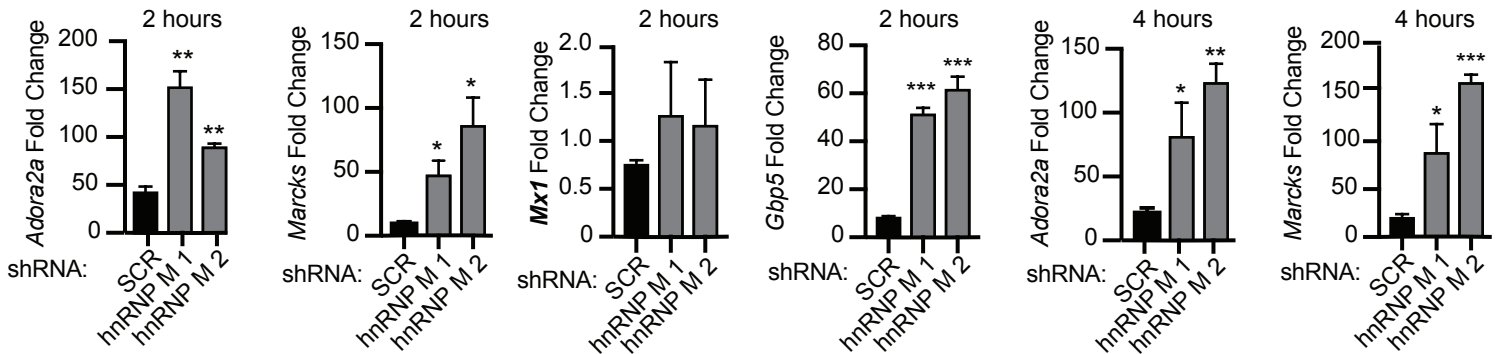 2 hours
Adora2a Fold Change
200
150
100
50
0
**
**
shRNA:
SCR
hnRNP M 1
hnRNP M 2
2 hours
Marcks Fold Change
150
100
50
0
*
*
shRNA:
SCR
hnRNP M 1
hnRNP M 2
2 hours
Mx1 Fold Change
2.0
1.5
1.0
0.5
0
shRNA:
SCR
hnRNP M 1
hnRNP M 2
2 hours
Gbp5 Fold Change
80
60
40
20
0
***
***
shRNA:
SCR
hnRNP M 1
hnRNP M 2
4 hours
Adora2a Fold Change
150
100
50
0
*
**
shRNA:
SCR
hnRNP M 1
hnRNP M 2
4 hours
Marcks Fold Change
200
150
100
50
0
*
***
shRNA:
SCR
hnRNP M 1
hnRNP M 2